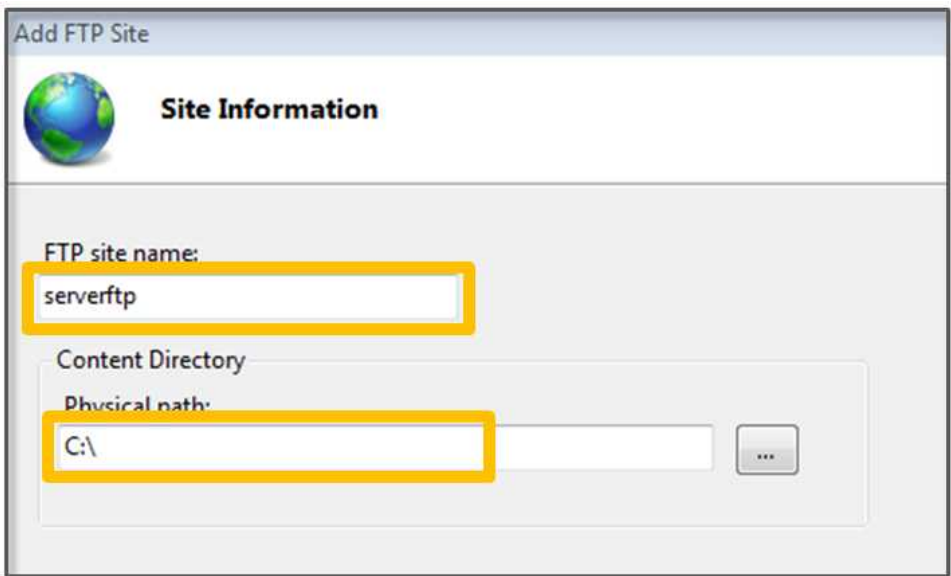 Add FTP Site
Site Information
FTP site name:
serverftp
Content Directory
Physical path:
C:\
...